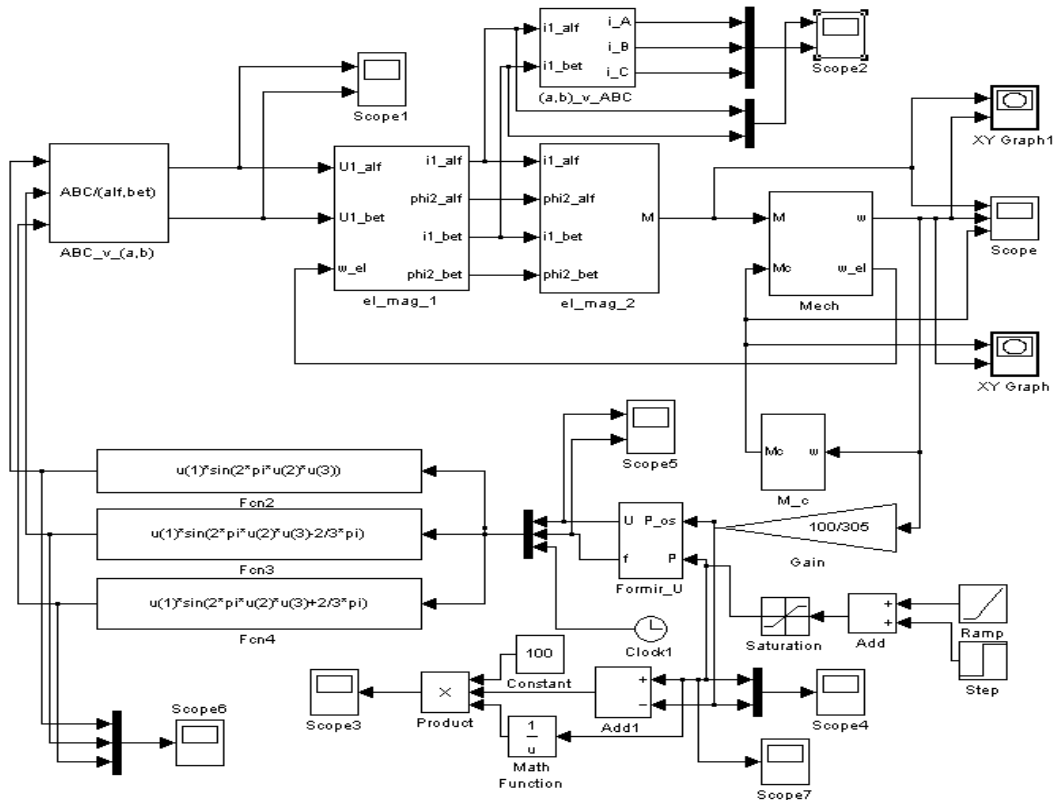 i1_alf
i1_bet
i_A
i_B
i_C
(a,b)_v_ABC
Scope2
Scope1
XY Graph1
ABC/(alf,bet)
ABC_v_(a,b)
U1_alf
U1_bet
w_el
i1_alf
phi2_alf
i1_bet
phi2_bet
el_mag_1
i1_alf
phi2_alf
i1_bet
phi2_bet
M
el_mag_2
M
Mc
w
w_el
Mech
Scope
XY Graph
Mc
w
M_c
Scope5
u(1)*sin(2*pi*u(2)*u(3))
Fcn2
u(1)*sin(2*pi*u(2)*u(3)-2/3*pi)
Fcn3
u(1)*sin(2*pi*u(2)*u(3)+2/3*pi)
Fcn4
U
f
P_os
P
Formir_U
100/305
Gain
Clock1
Saturation
+
+
Add
Ramp
Step
100
Constant
Scope3
×
Product
1
u
Math
Function
+
−
Add1
Scope4
Scope7
Scope6